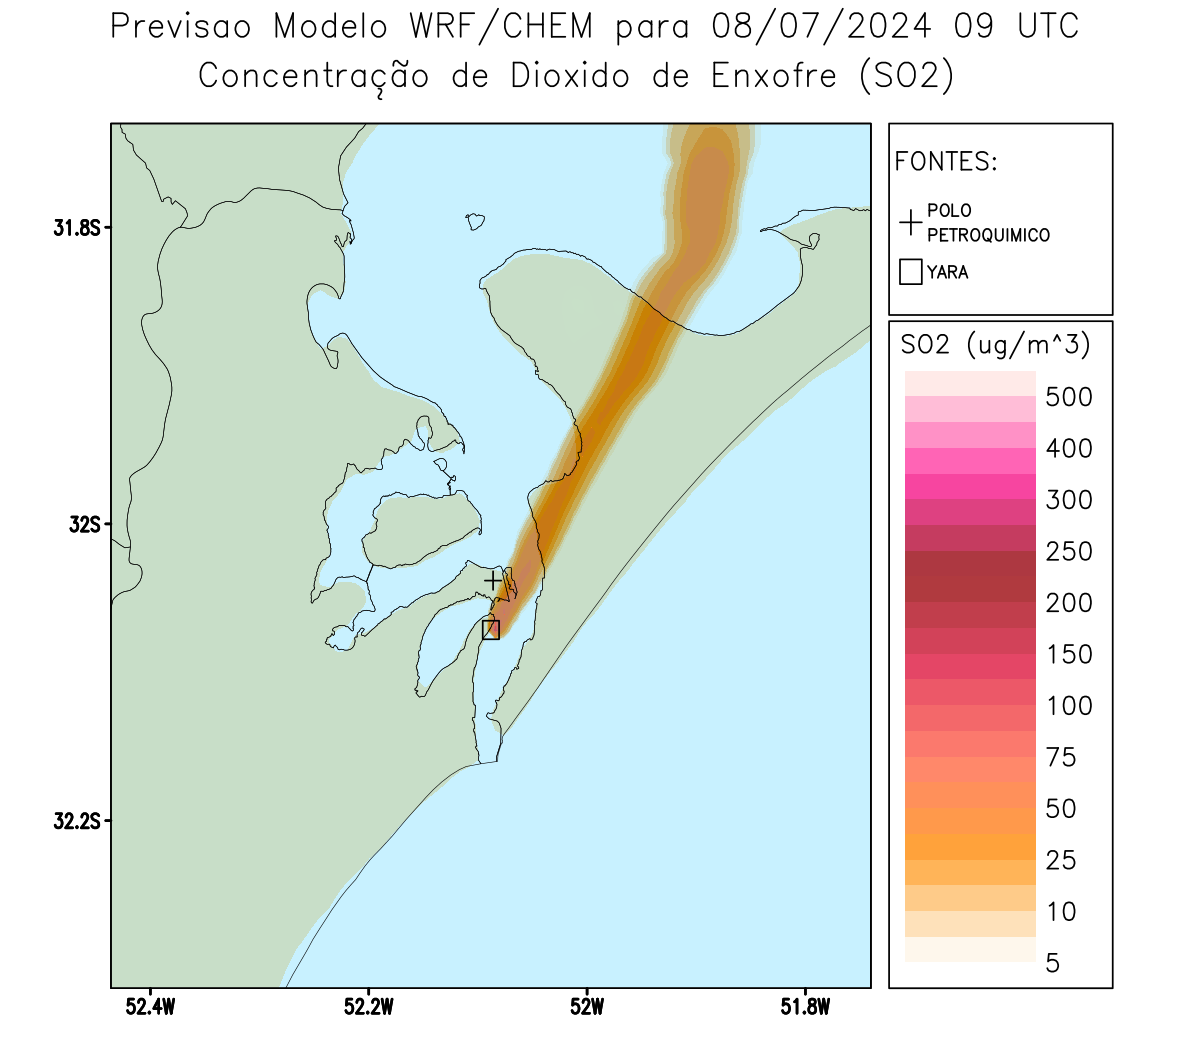 Previsao Modelo WRF/CHEM para 08/07/2024 09 UTC
Concentração de Dioxido de Enxofre (SO2)
FONTES:
POLO
PETROQUIMICO
YARA
SO2 (ug/m^3)
500
400
300
250
200
150
100
75
50
25
10
5
31.8S
32S
32.2S
52.4W
52.2W
52W
51.8W